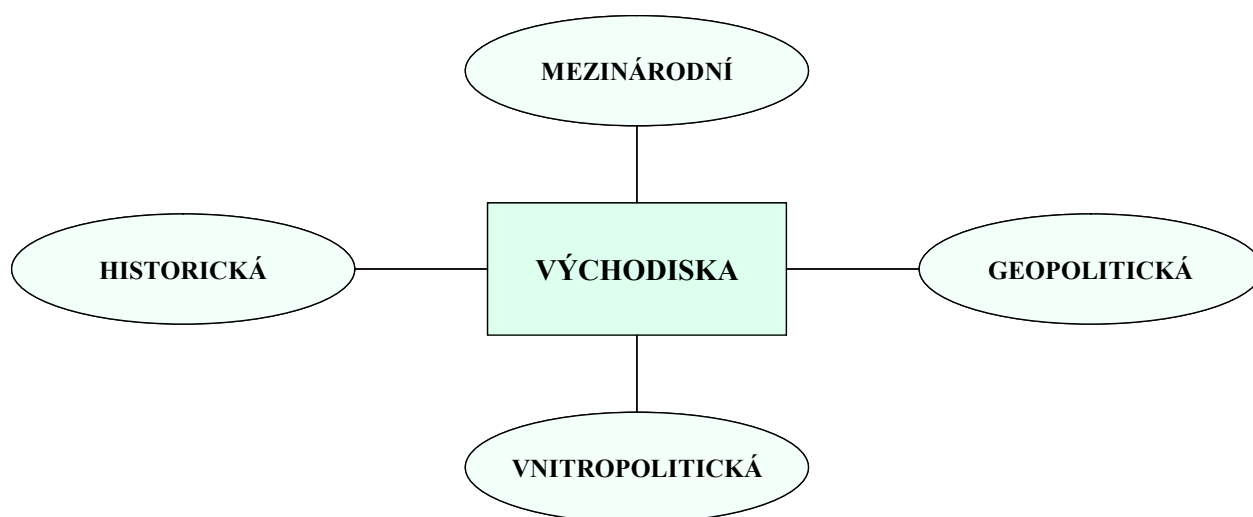 MEZINÁRODNÍ
HISTORICKÁ
VÝCHODISKA
GEOPOLITICKÁ
VNITROPOLITICKÁ